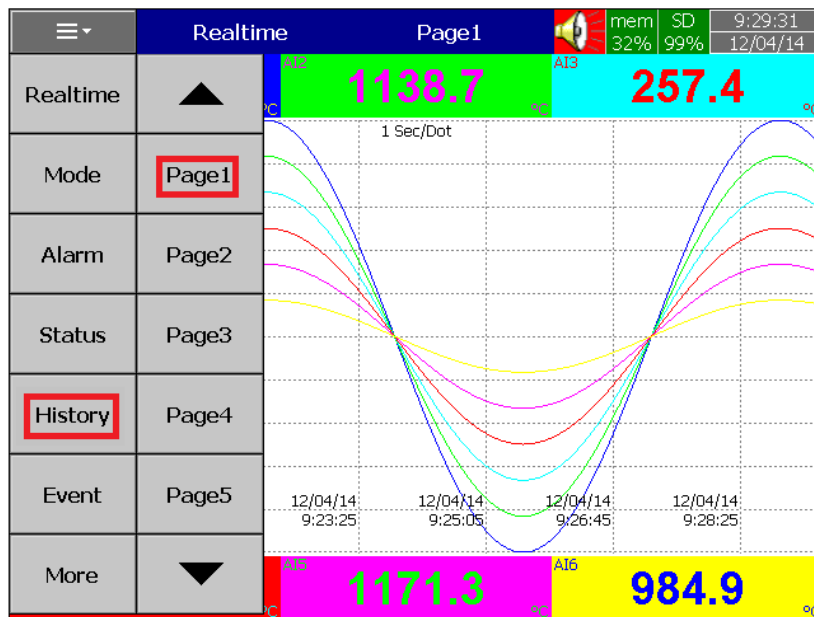 Realtime Page1 mem SD 9:29:31
32% 99% 12/04/14
AI2 1138.7 °C AI3 257.4 °C
1 Sec/Dot
Realtime
Mode
Alarm
Status
History
Event
More
Page1
Page2
Page3
Page4
Page5
12/04/14 12/04/14 12/04/14 12/04/14
9:23:25 9:25:05 9:26:45 9:28:25
AI5 1171.3 °C AI6 984.9 °C